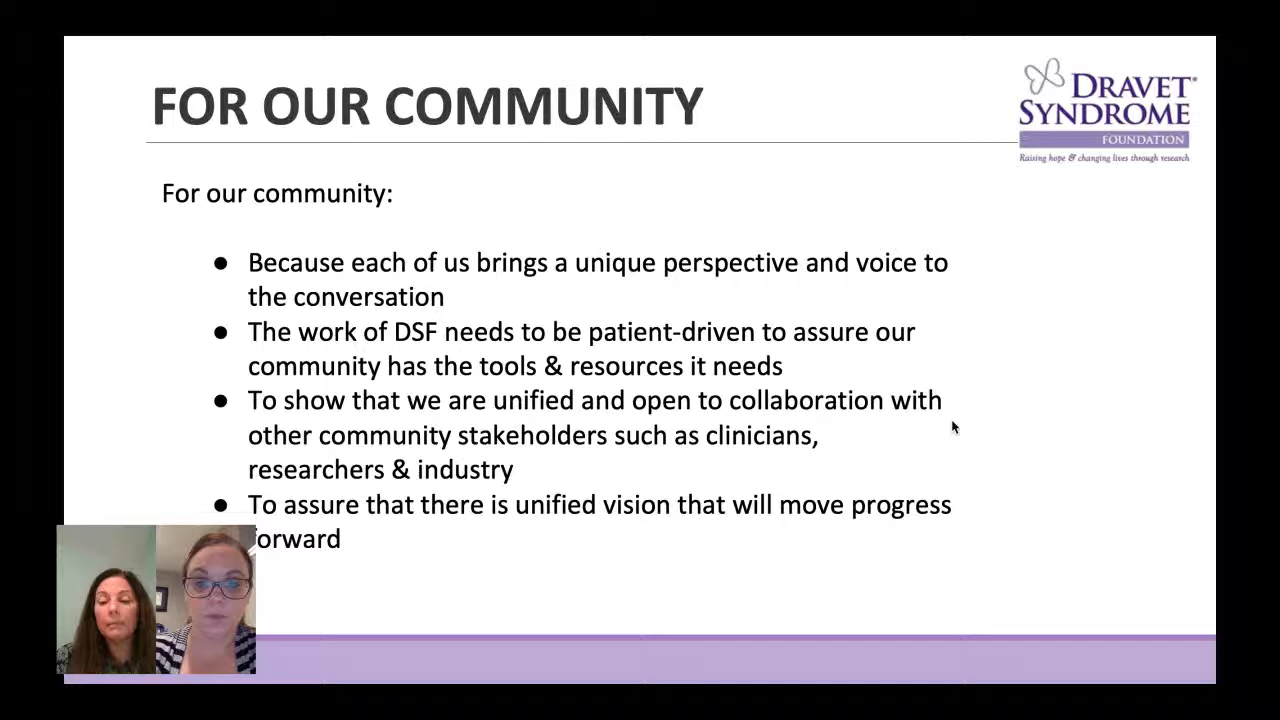 FOR OUR COMMUNITY
DRAVET®
SYNDROME
FOUNDATION
Raising hope & changing lives through research
For our community:
● Because each of us brings a unique perspective and voice to
the conversation
● The work of DSF needs to be patient-driven to assure our
community has the tools & resources it needs
● To show that we are unified and open to collaboration with
other community stakeholders such as clinicians,
researchers & industry
● To assure that there is unified vision that will move progress
forward